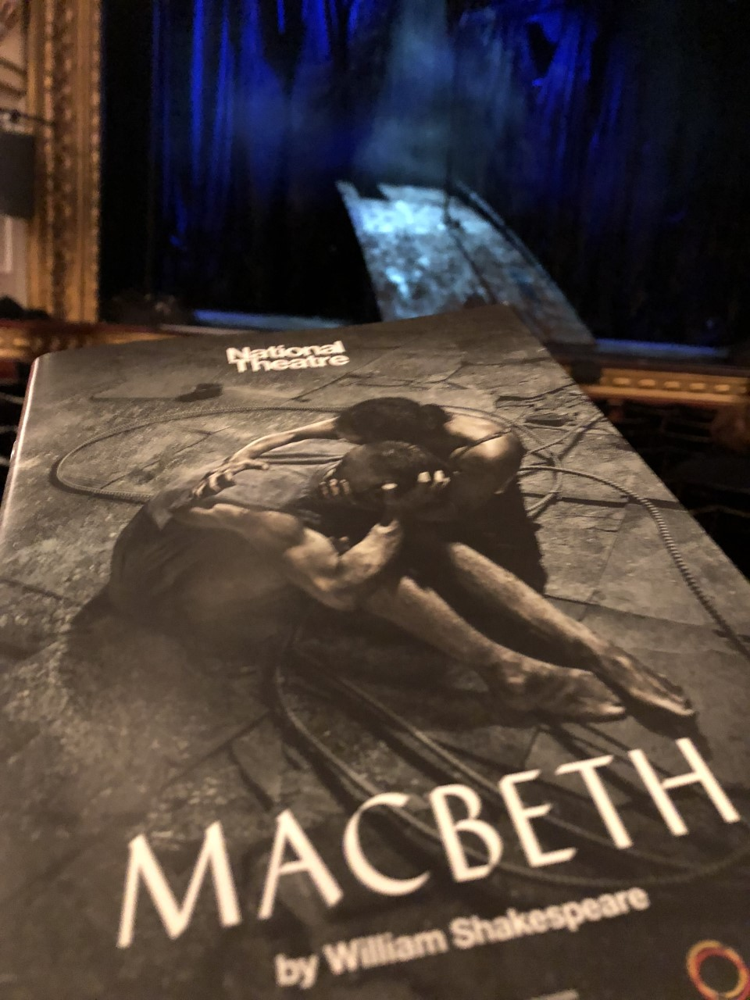 National
Theatre
MACBETH
by William Shakespeare